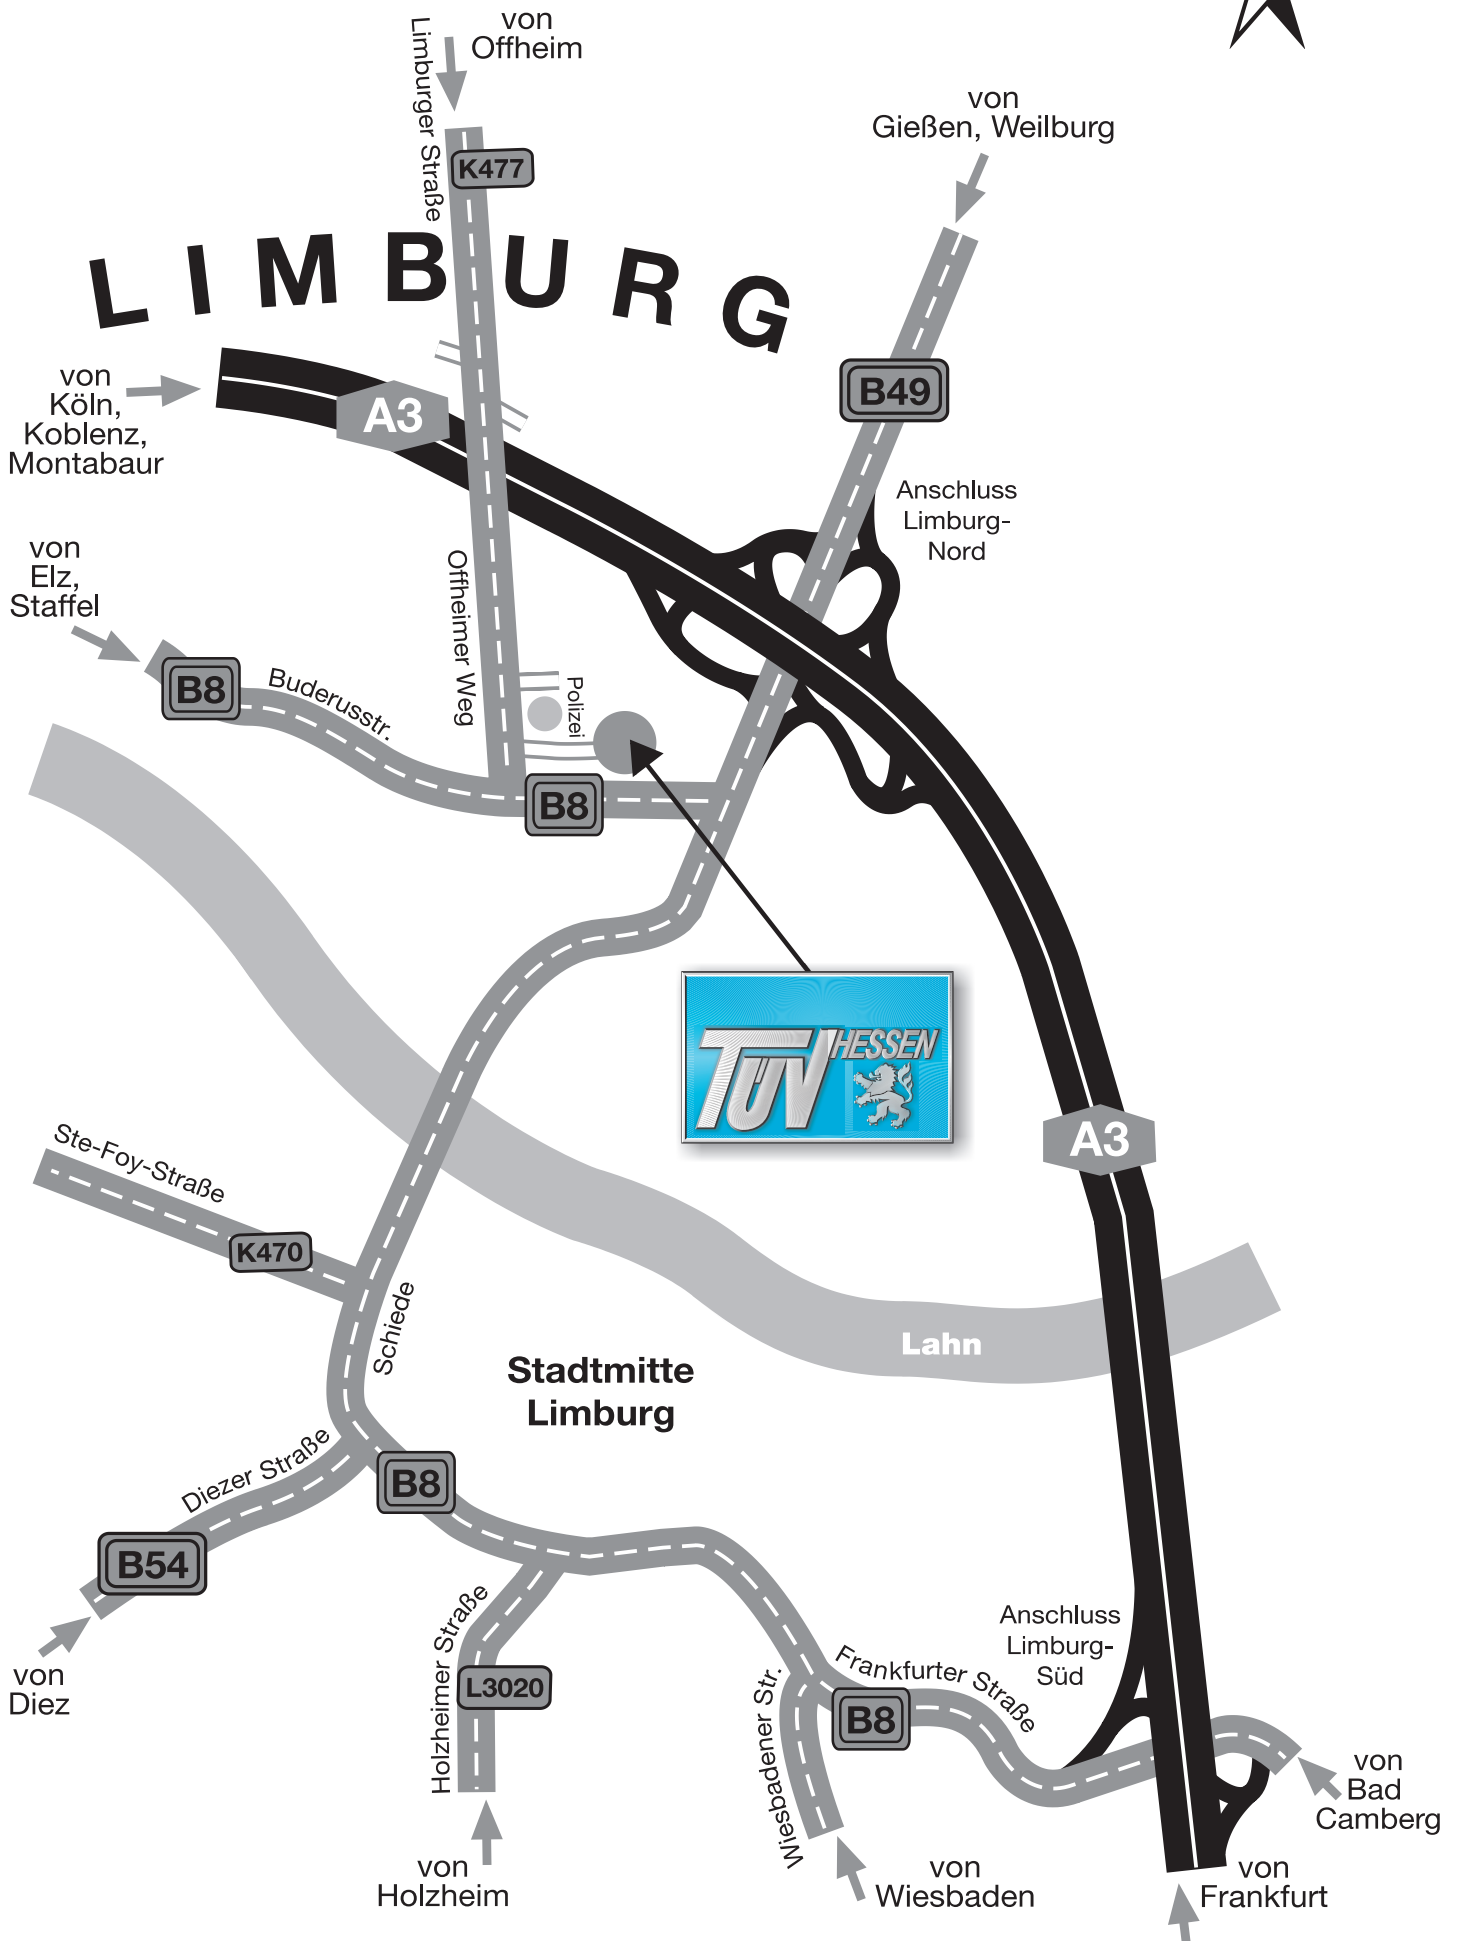 von
Offheim
Limburger Straße
von
Gießen, Weilburg
K477
LIMBURG
von
Köln,
Koblenz,
Montabaur
A3
B49
Anschluss
Limburg-
Nord
von
Elz,
Staffel
Offheimer Weg
B8
Buderusstr.
Polizei
B8
TÜV HESSEN
A3
Ste-Foy-Straße
K470
Schiede
Lahn
Stadtmitte
Limburg
Diezer Straße
B8
B54
von
Diez
Holzheimer Straße
L3020
Anschluss
Limburg-
Süd
Wiesbadener Str.
Frankfurter Straße
B8
von
Bad
Camberg
von
Holzheim
von
Wiesbaden
von
Frankfurt